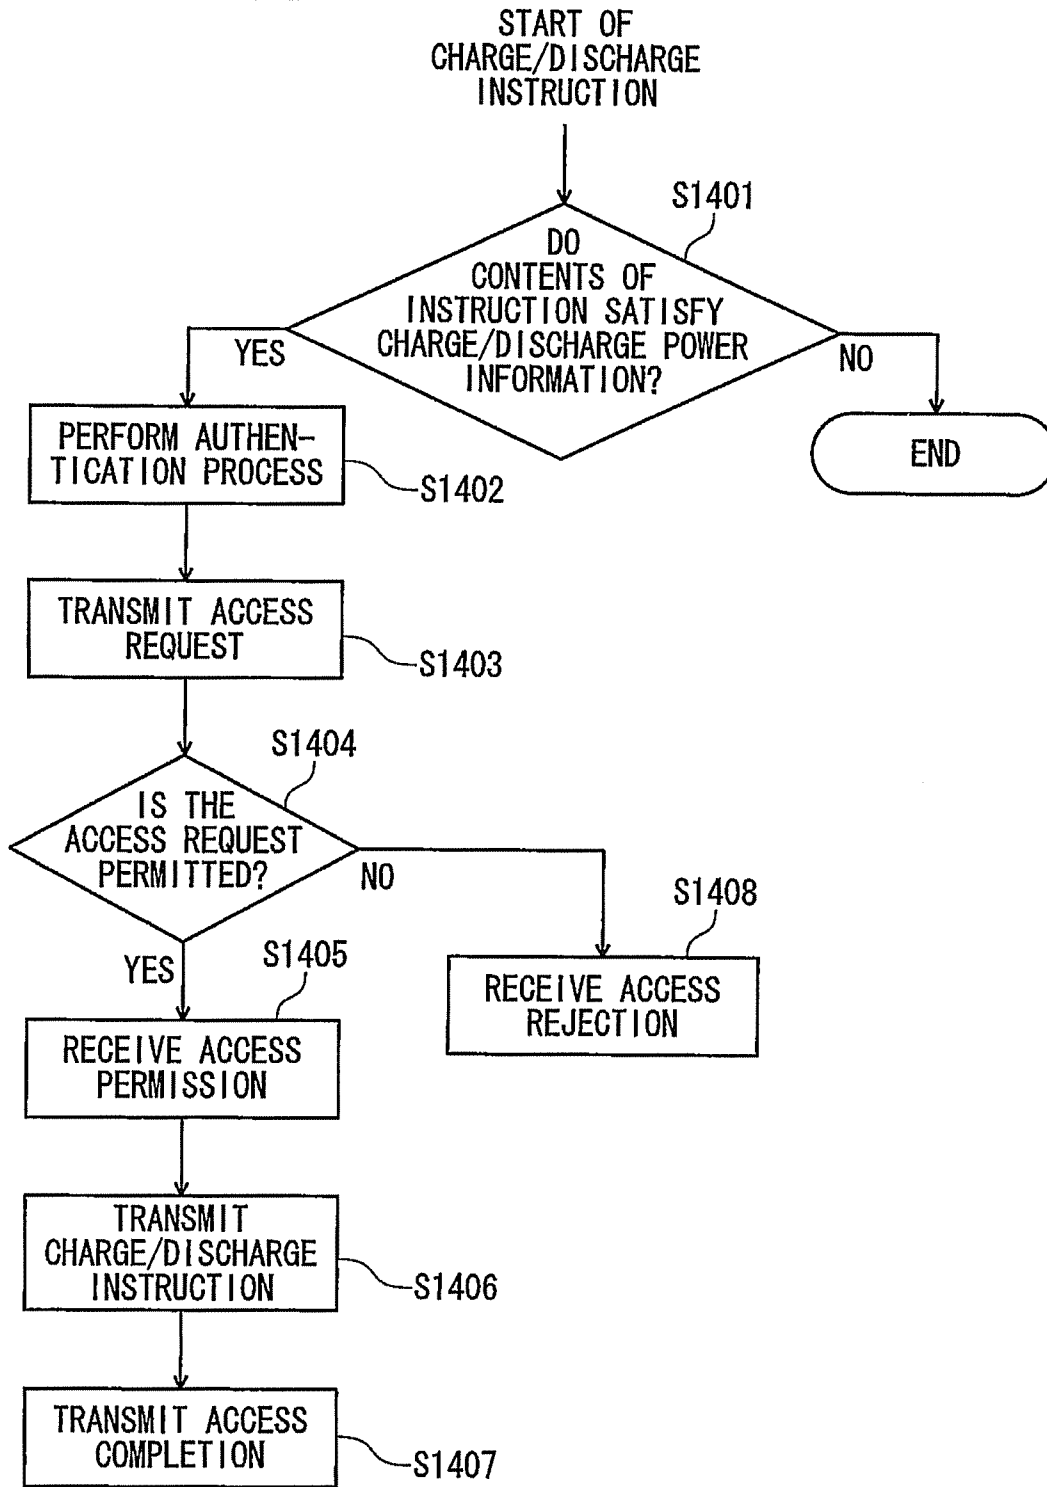 START OF
CHARGE/DISCHARGE
INSTRUCTION
S1401
DO
CONTENTS OF
INSTRUCTION SATISFY
CHARGE/DISCHARGE POWER
INFORMATION?
YES
NO
PERFORM AUTHEN-
TICATION PROCESS
S1402
END
TRANSMIT ACCESS
REQUEST
S1403
S1404
IS THE
ACCESS REQUEST
PERMITTED?
NO
YES
S1405
S1408
RECEIVE ACCESS
REJECTION
RECEIVE ACCESS
PERMISSION
TRANSMIT
CHARGE/DISCHARGE
INSTRUCTION
S1406
TRANSMIT ACCESS
COMPLETION
S1407